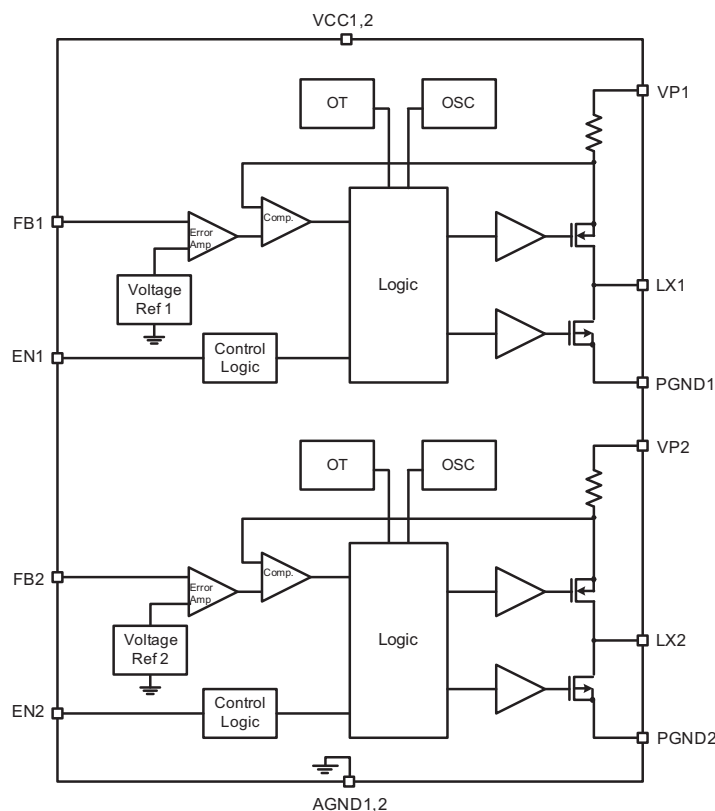 VCC1,2
VP1
OT
OSC
FB1
Error
Amp
Comp.
Voltage
Ref 1
Logic
LX1
EN1
Control
Logic
PGND1
VP2
OT
OSC
FB2
Error
Amp
Comp.
Voltage
Ref 2
Logic
LX2
EN2
Control
Logic
PGND2
AGND1,2